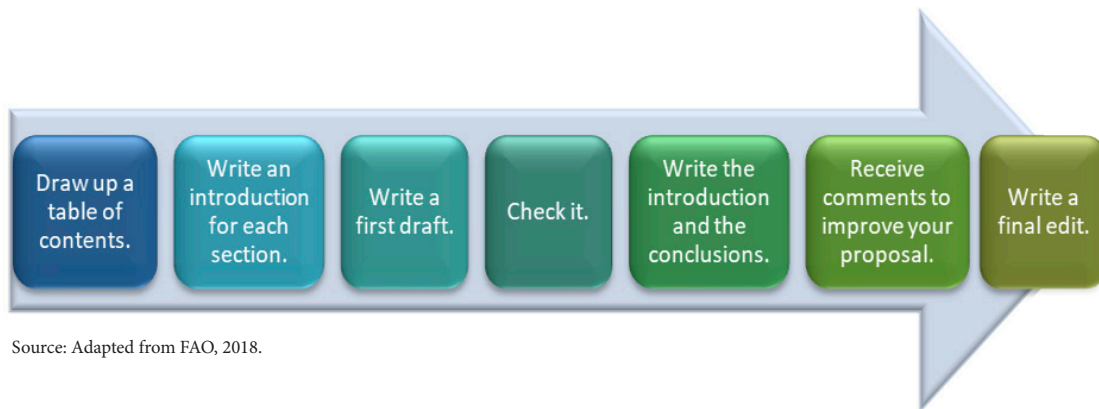 Draw up a
table of
contents.
Write an
introduction
for each
section.
Write a
first draft.
Check it.
Write the
introduction
and the
conclusions.
Receive
comments to
improve your
proposal.
Write a
final edit.
Source: Adapted from FAO, 2018.